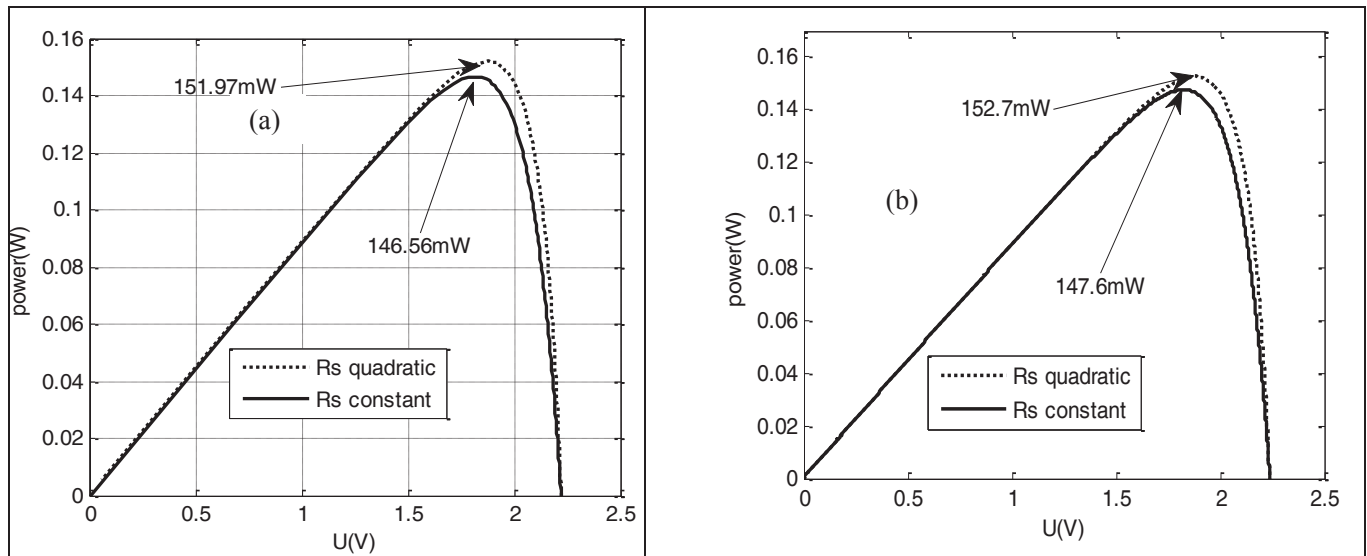 0.16
151.97mW
0.14
(a)
0.12
0.1
power(W)
0.08
146.56mW
0.06
Rs quadratic
0.04
Rs constant
0.02
0
0 0.5 1 1.5 2 2.5
U(V)
0.16
152.7mW
0.14
0.12
(b)
0.1
power(W)
0.08
147.6mW
0.06
0.04
Rs quadratic
Rs constant
0.02
0
0 0.5 1 1.5 2 2.5
U(V)